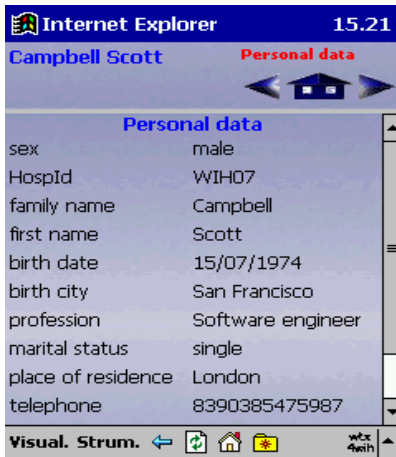 Internet Explorer 15.21
Campbell Scott Personal data
Personal data
sex male
HospId WIH07
family name Campbell
first name Scott
birth date 15/07/1974
birth city San Francisco
profession Software engineer
marital status single
place of residence London
telephone 8390385475987
Visual. Strum. wtx
4wih